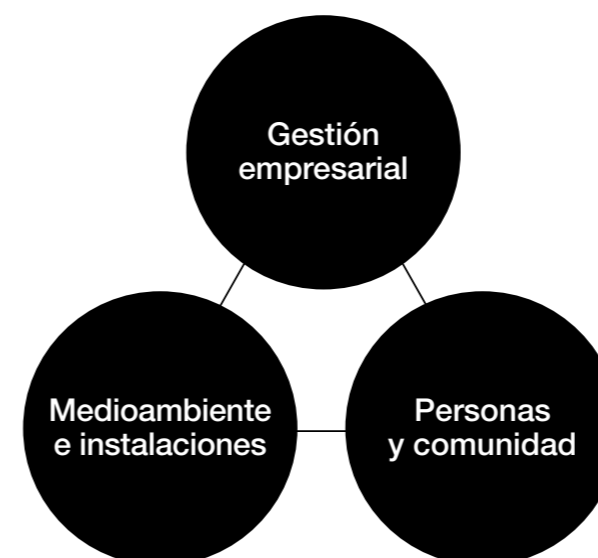 Gestión
empresarial
Medioambiente
e instalaciones
Personas
y comunidad